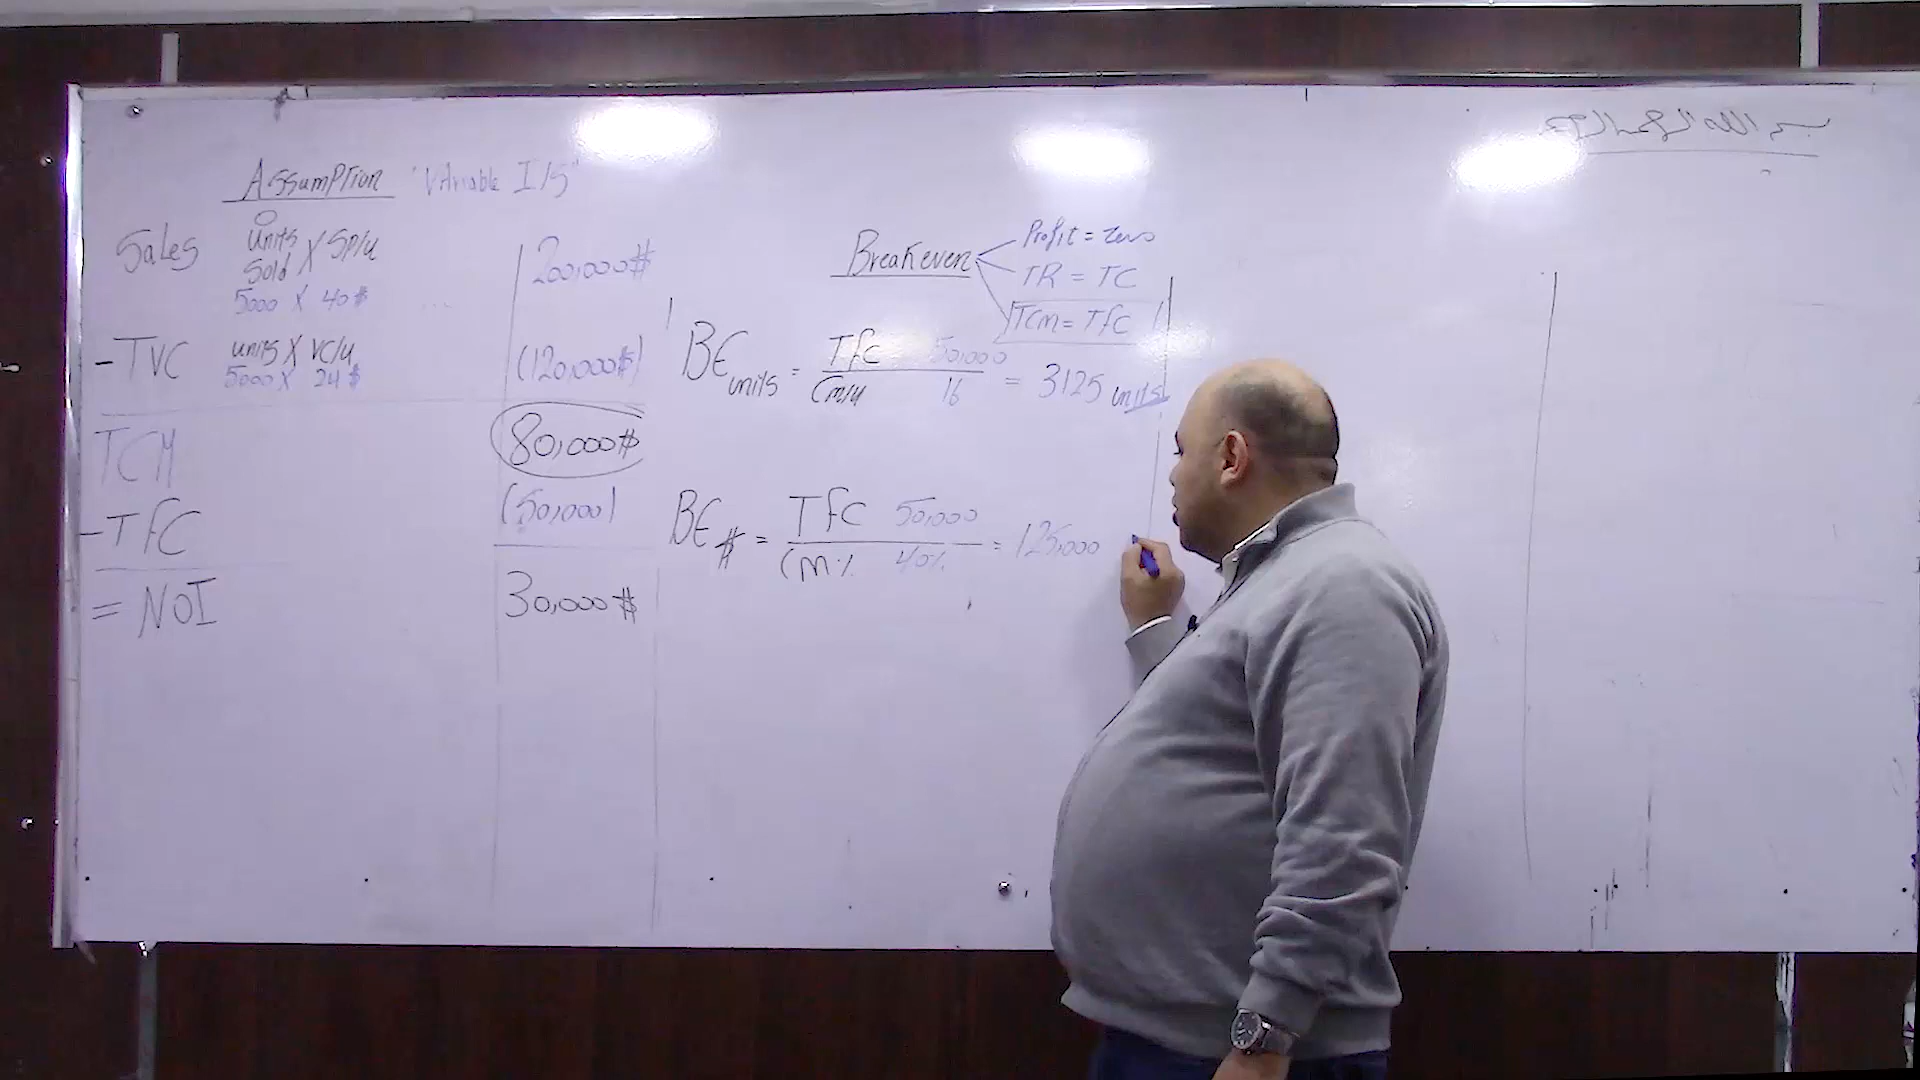 بسم الله الرحمن الرحيم
Assumption "Variable I/S"
Sales units sold X SP/u 200,000$
5000 X 40$
-TVC units X VC/u (120,000$)
5000 X 24$
TCM 80,000$
-TFC (50,000)
= NOI 30,000$
Breakeven
Profit = Zero
TR = TC
TCM = TFC
BE units = TFC / CM/u 50,000 / 16 = 3125 units
BE $ = TFC / CM% 50,000 / 40% = 125,000